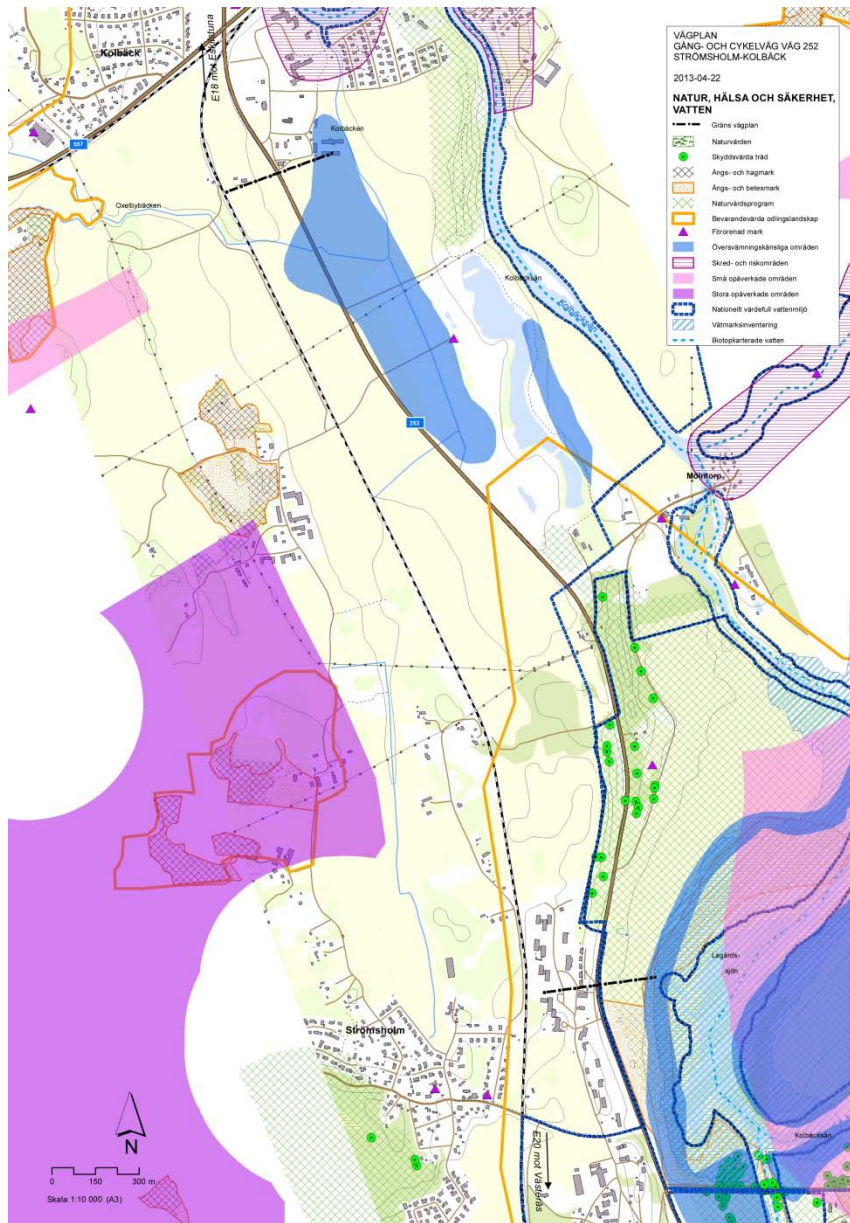 VÄGPLAN
GÅNG- OCH CYKELVÄG VÄG 252
STRÖMSHOLM-KOLBÄCK
2013-04-22
NATUR, HÄLSA OCH SÄKERHET,
VATTEN
Gräns vägplan
Naturvärden
Skyddsvärda träd
Ängs- och hagmark
Ängs- och betesmark
Naturvårdsprogram
Bevarandevärda odlingslandskap
Förorenad mark
Översvämningskänsliga områden
Skred- och riskområden
Små opåverkade områden
Stora opåverkade områden
Nationellt värdefull vattenmiljö
Våtmarksinventering
Biotopkarterade vatten
Kolbäck
E18 mot Eskilstuna
Kolbäcken
557
Oxelbybäcken
Kolbäcksån
Kolbäcksån
252
Mölntorp
Lagårds-
sjön
Strömsholm
Kolbäcksån
E20 mot Västerås
N
0 150 300 m
Skala 1:10 000 (A3)